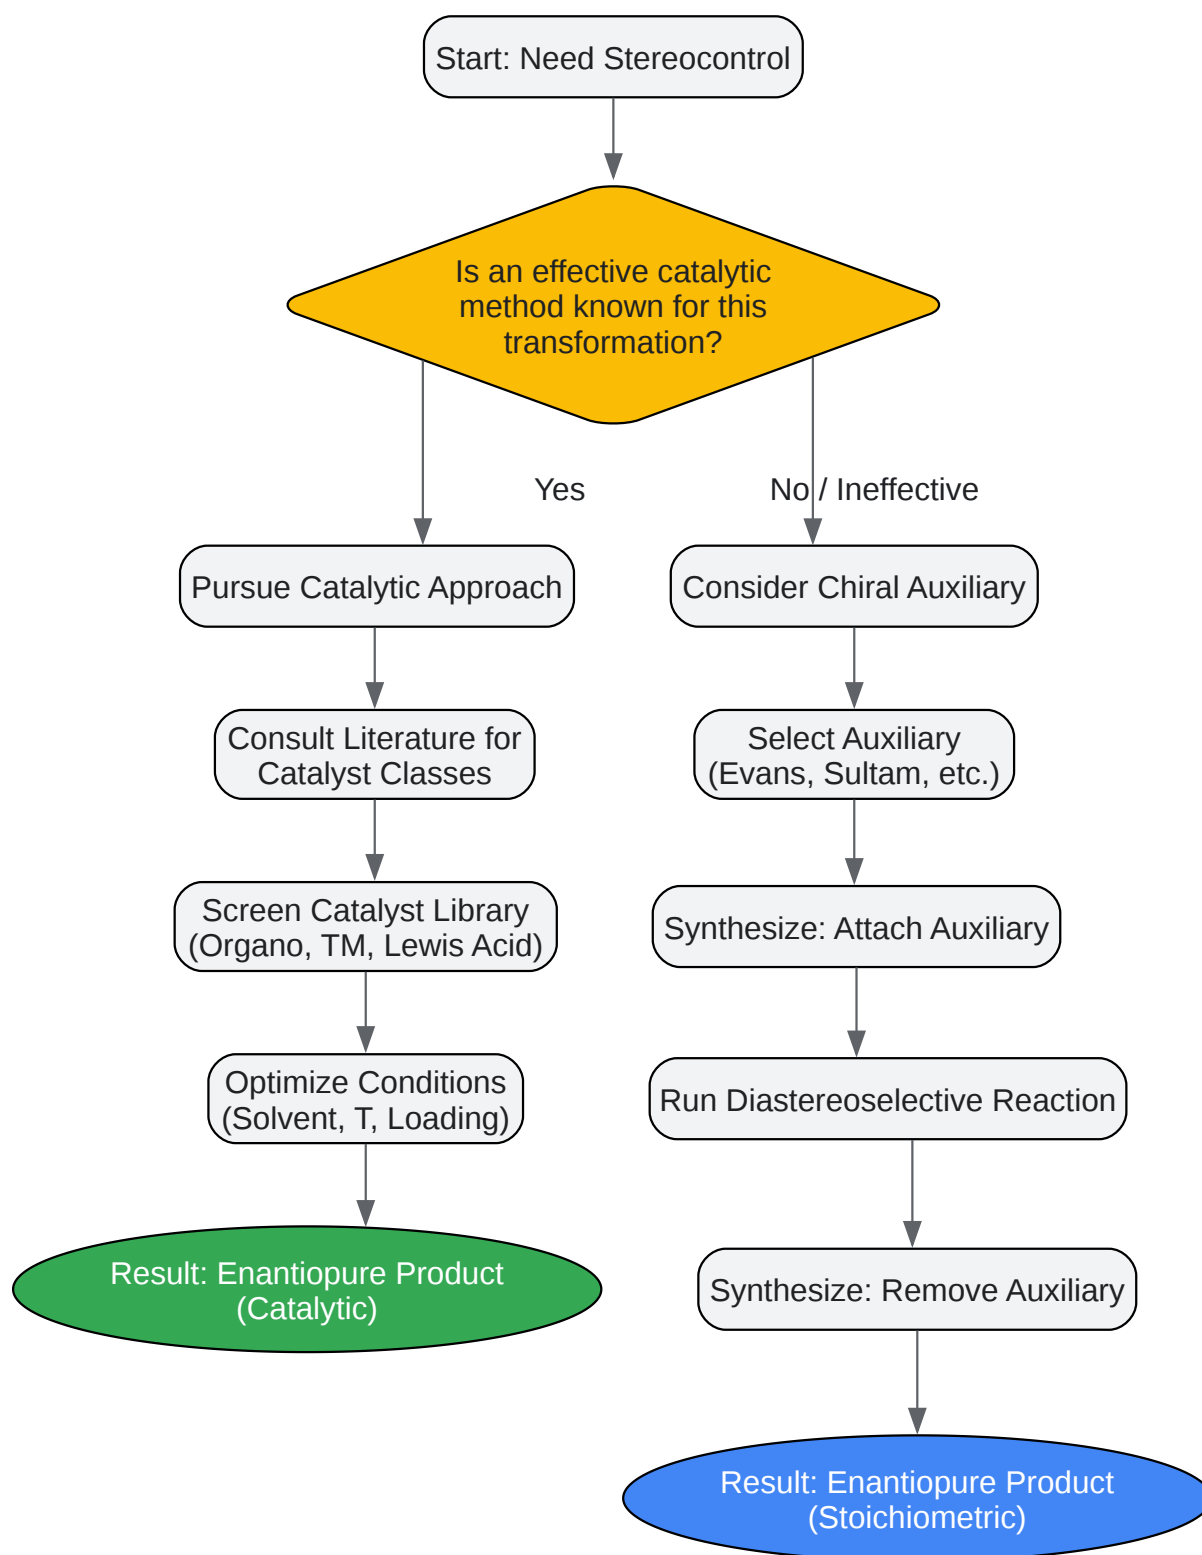 Start: Need Stereocontrol
Is an effective catalytic
method known for this
transformation?
Yes
No / Ineffective
Pursue Catalytic Approach
Consider Chiral Auxiliary
Consult Literature for
Catalyst Classes
Select Auxiliary
(Evans, Sultam, etc.)
Screen Catalyst Library
(Organo, TM, Lewis Acid)
Synthesize: Attach Auxiliary
Optimize Conditions
(Solvent, T, Loading)
Run Diastereoselective Reaction
Result: Enantiopure Product
(Catalytic)
Synthesize: Remove Auxiliary
Result: Enantiopure Product
(Stoichiometric)